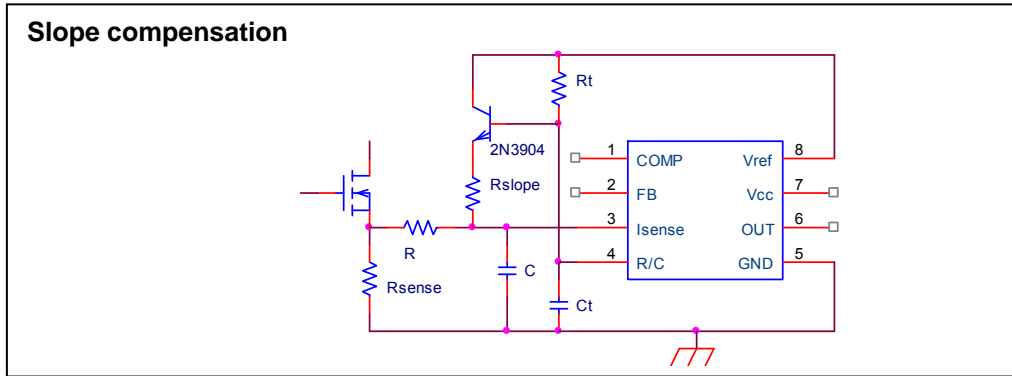 Slope compensation
Rt
2N3904
Rslope
R
Rsense
C
Ct
1 COMP Vref 8
2 FB Vcc 7
3 Isense OUT 6
4 R/C GND 5